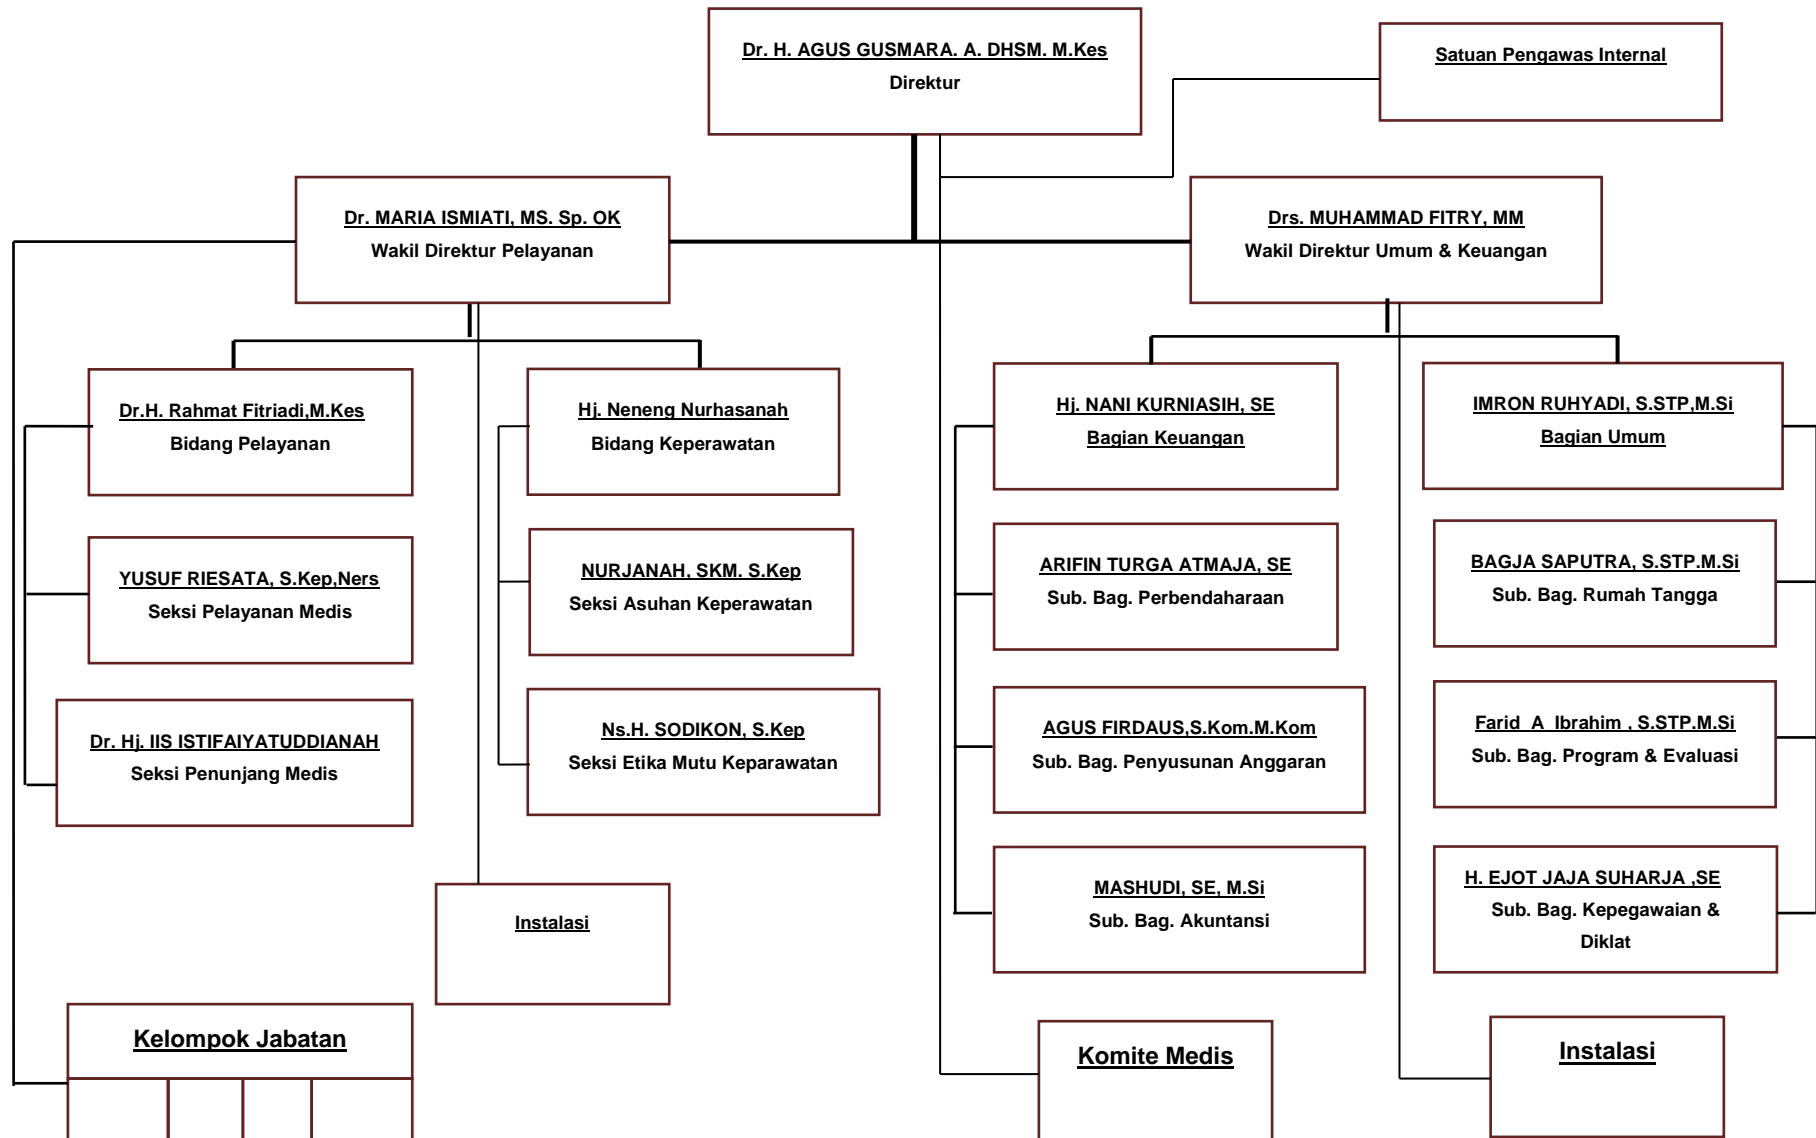 Dr. H. AGUS GUSMARA. A. DHSM. M.Kes
Direktur
Satuan Pengawas Internal
Dr. MARIA ISMIATI, MS. Sp. OK
Wakil Direktur Pelayanan
Drs. MUHAMMAD FITRY, MM
Wakil Direktur Umum & Keuangan
Dr.H. Rahmat Fitriadi,M.Kes
Bidang Pelayanan
Hj. Neneng Nurhasanah
Bidang Keperawatan
Hj. NANI KURNIASIH, SE
Bagian Keuangan
IMRON RUHYADI, S.STP,M.Si
Bagian Umum
YUSUF RIESATA, S.Kep,Ners
Seksi Pelayanan Medis
NURJANAH, SKM. S.Kep
Seksi Asuhan Keperawatan
ARIFIN TURGA ATMAJA, SE
Sub. Bag. Perbendaharaan
BAGJA SAPUTRA, S.STP.M.Si
Sub. Bag. Rumah Tangga
Dr. Hj. IIS ISTIFAIYATUDDIANAH
Seksi Penunjang Medis
Ns.H. SODIKON, S.Kep
Seksi Etika Mutu Keparawatan
AGUS FIRDAUS,S.Kom.M.Kom
Sub. Bag. Penyusunan Anggaran
Farid A Ibrahim , S.STP.M.Si
Sub. Bag. Program & Evaluasi
Instalasi
MASHUDI, SE, M.Si
Sub. Bag. Akuntansi
H. EJOT JAJA SUHARJA ,SE
Sub. Bag. Kepegawaian &
Diklat
Kelompok Jabatan
Komite Medis
Instalasi